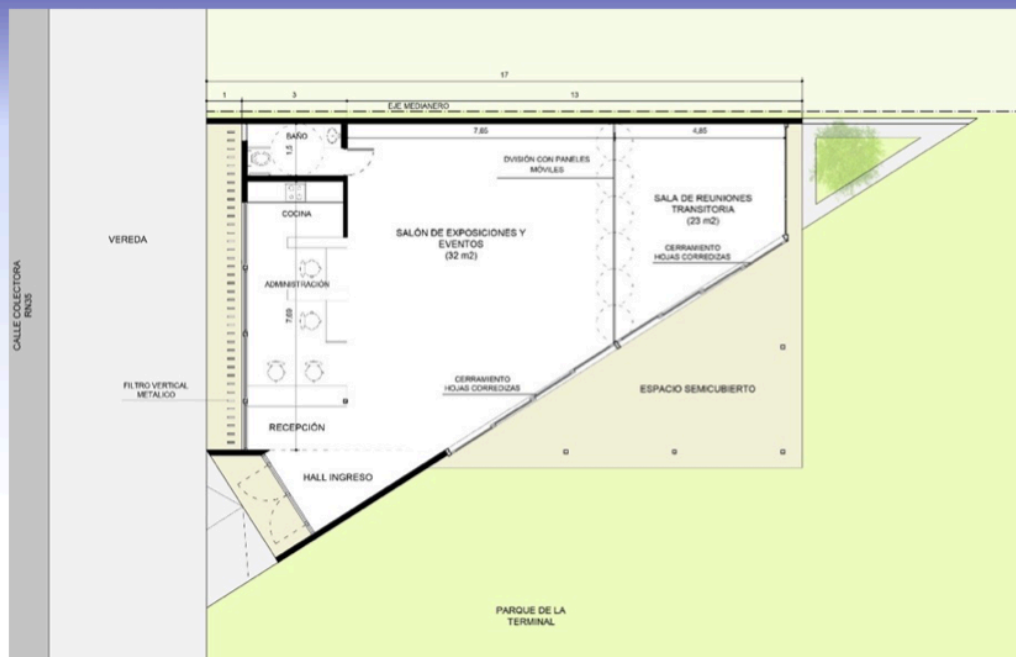 17
1
3
13
EJE MEDIANERO
BAÑO
1,5
7,65
4,85
DVISIÓN CON PANELES
MÓVILES
SALA DE REUNIONES
TRANSITORIA
(23 m2)
COCINA
SALÓN DE EXPOSICIONES Y
EVENTOS
(32 m2)
VEREDA
CERRAMIENTO
HOJAS CORREDIZAS
CALLE COLECTORA
RN35
ADMINISTRACIÓN
7,69
FILTRO VERTICAL
METALICO
CERRAMIENTO
HOJAS CORREDIZAS
ESPACIO SEMICUBIERTO
RECEPCIÓN
HALL INGRESO
PARQUE DE LA
TERMINAL